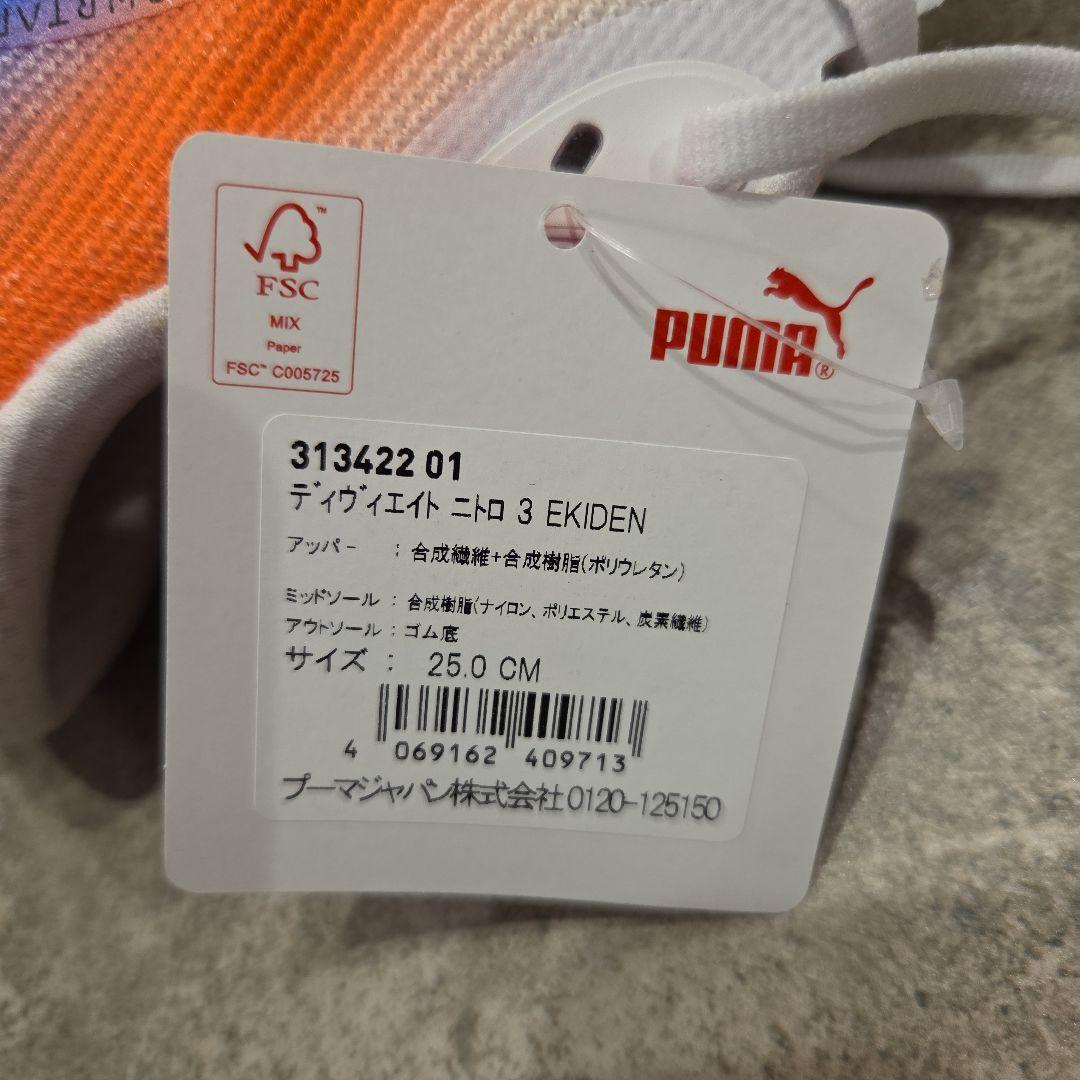 FSC
MIX
Paper
FSC™ C005725
PUMA®
313422 01
ディヴィエイト ニトロ 3 EKIDEN
アッパー : 合成繊維+合成樹脂(ポリウレタン)
ミッドソール : 合成樹脂(ナイロン、ポリエステル、炭素繊維)
アウトソール : ゴム底
サイズ : 25.0 CM
4 069162 409713
プーマジャパン株式会社 0120-125150